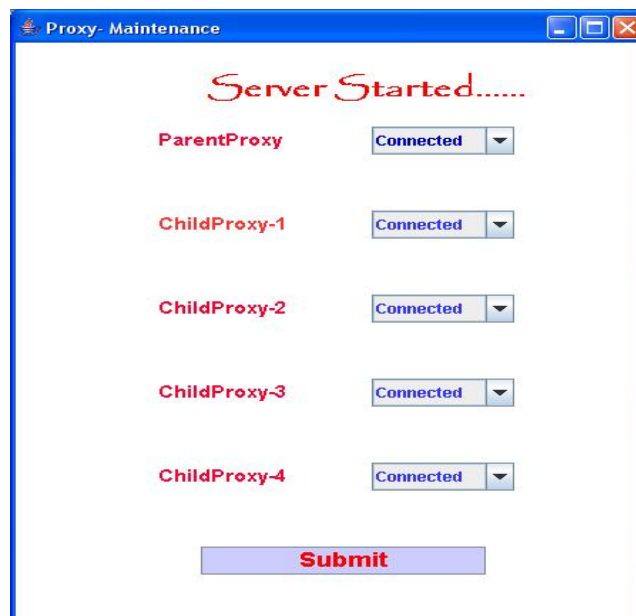 Proxy- Maintenance
Server Started......
ParentProxy Connected
ChildProxy-1 Connected
ChildProxy-2 Connected
ChildProxy-3 Connected
ChildProxy-4 Connected
Submit